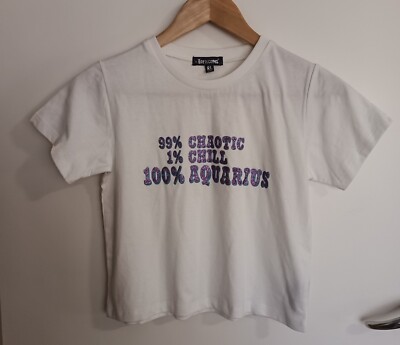 99% CHAOTIC
1% CHILL
100% AQUARIUS